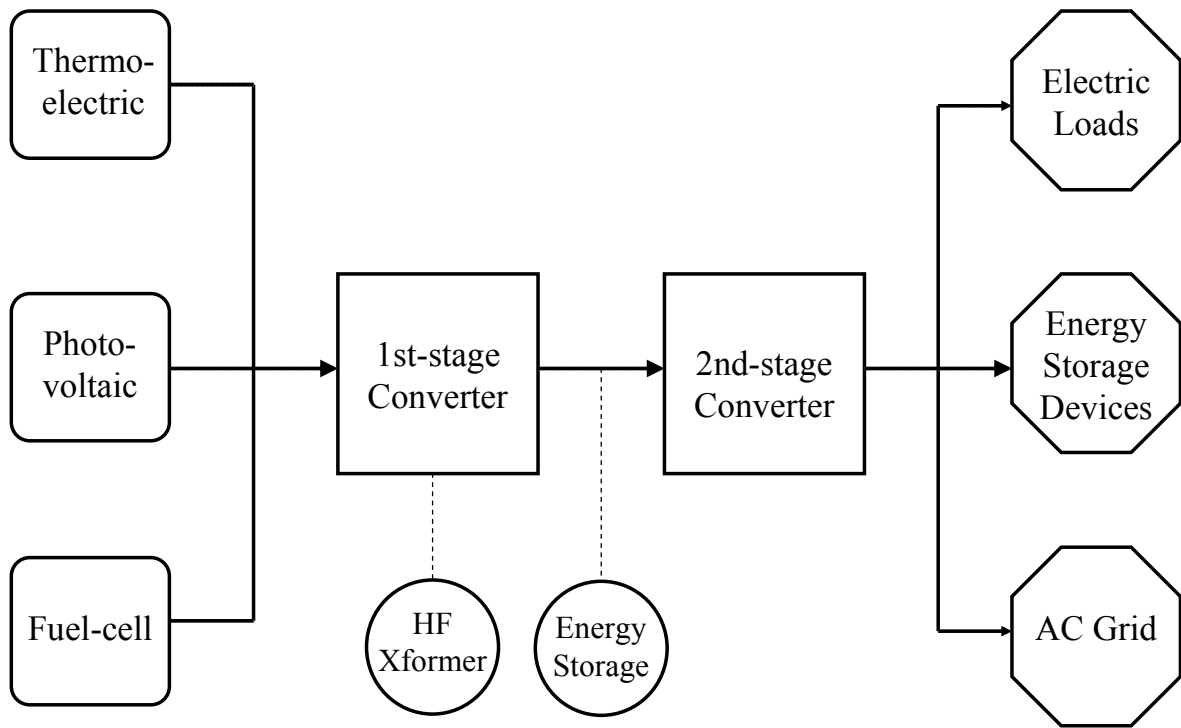 Thermo-
electric
Photo-
voltaic
Fuel-cell
1st-stage
Converter
HF
Xformer
Energy
Storage
2nd-stage
Converter
Electric
Loads
Energy
Storage
Devices
AC Grid